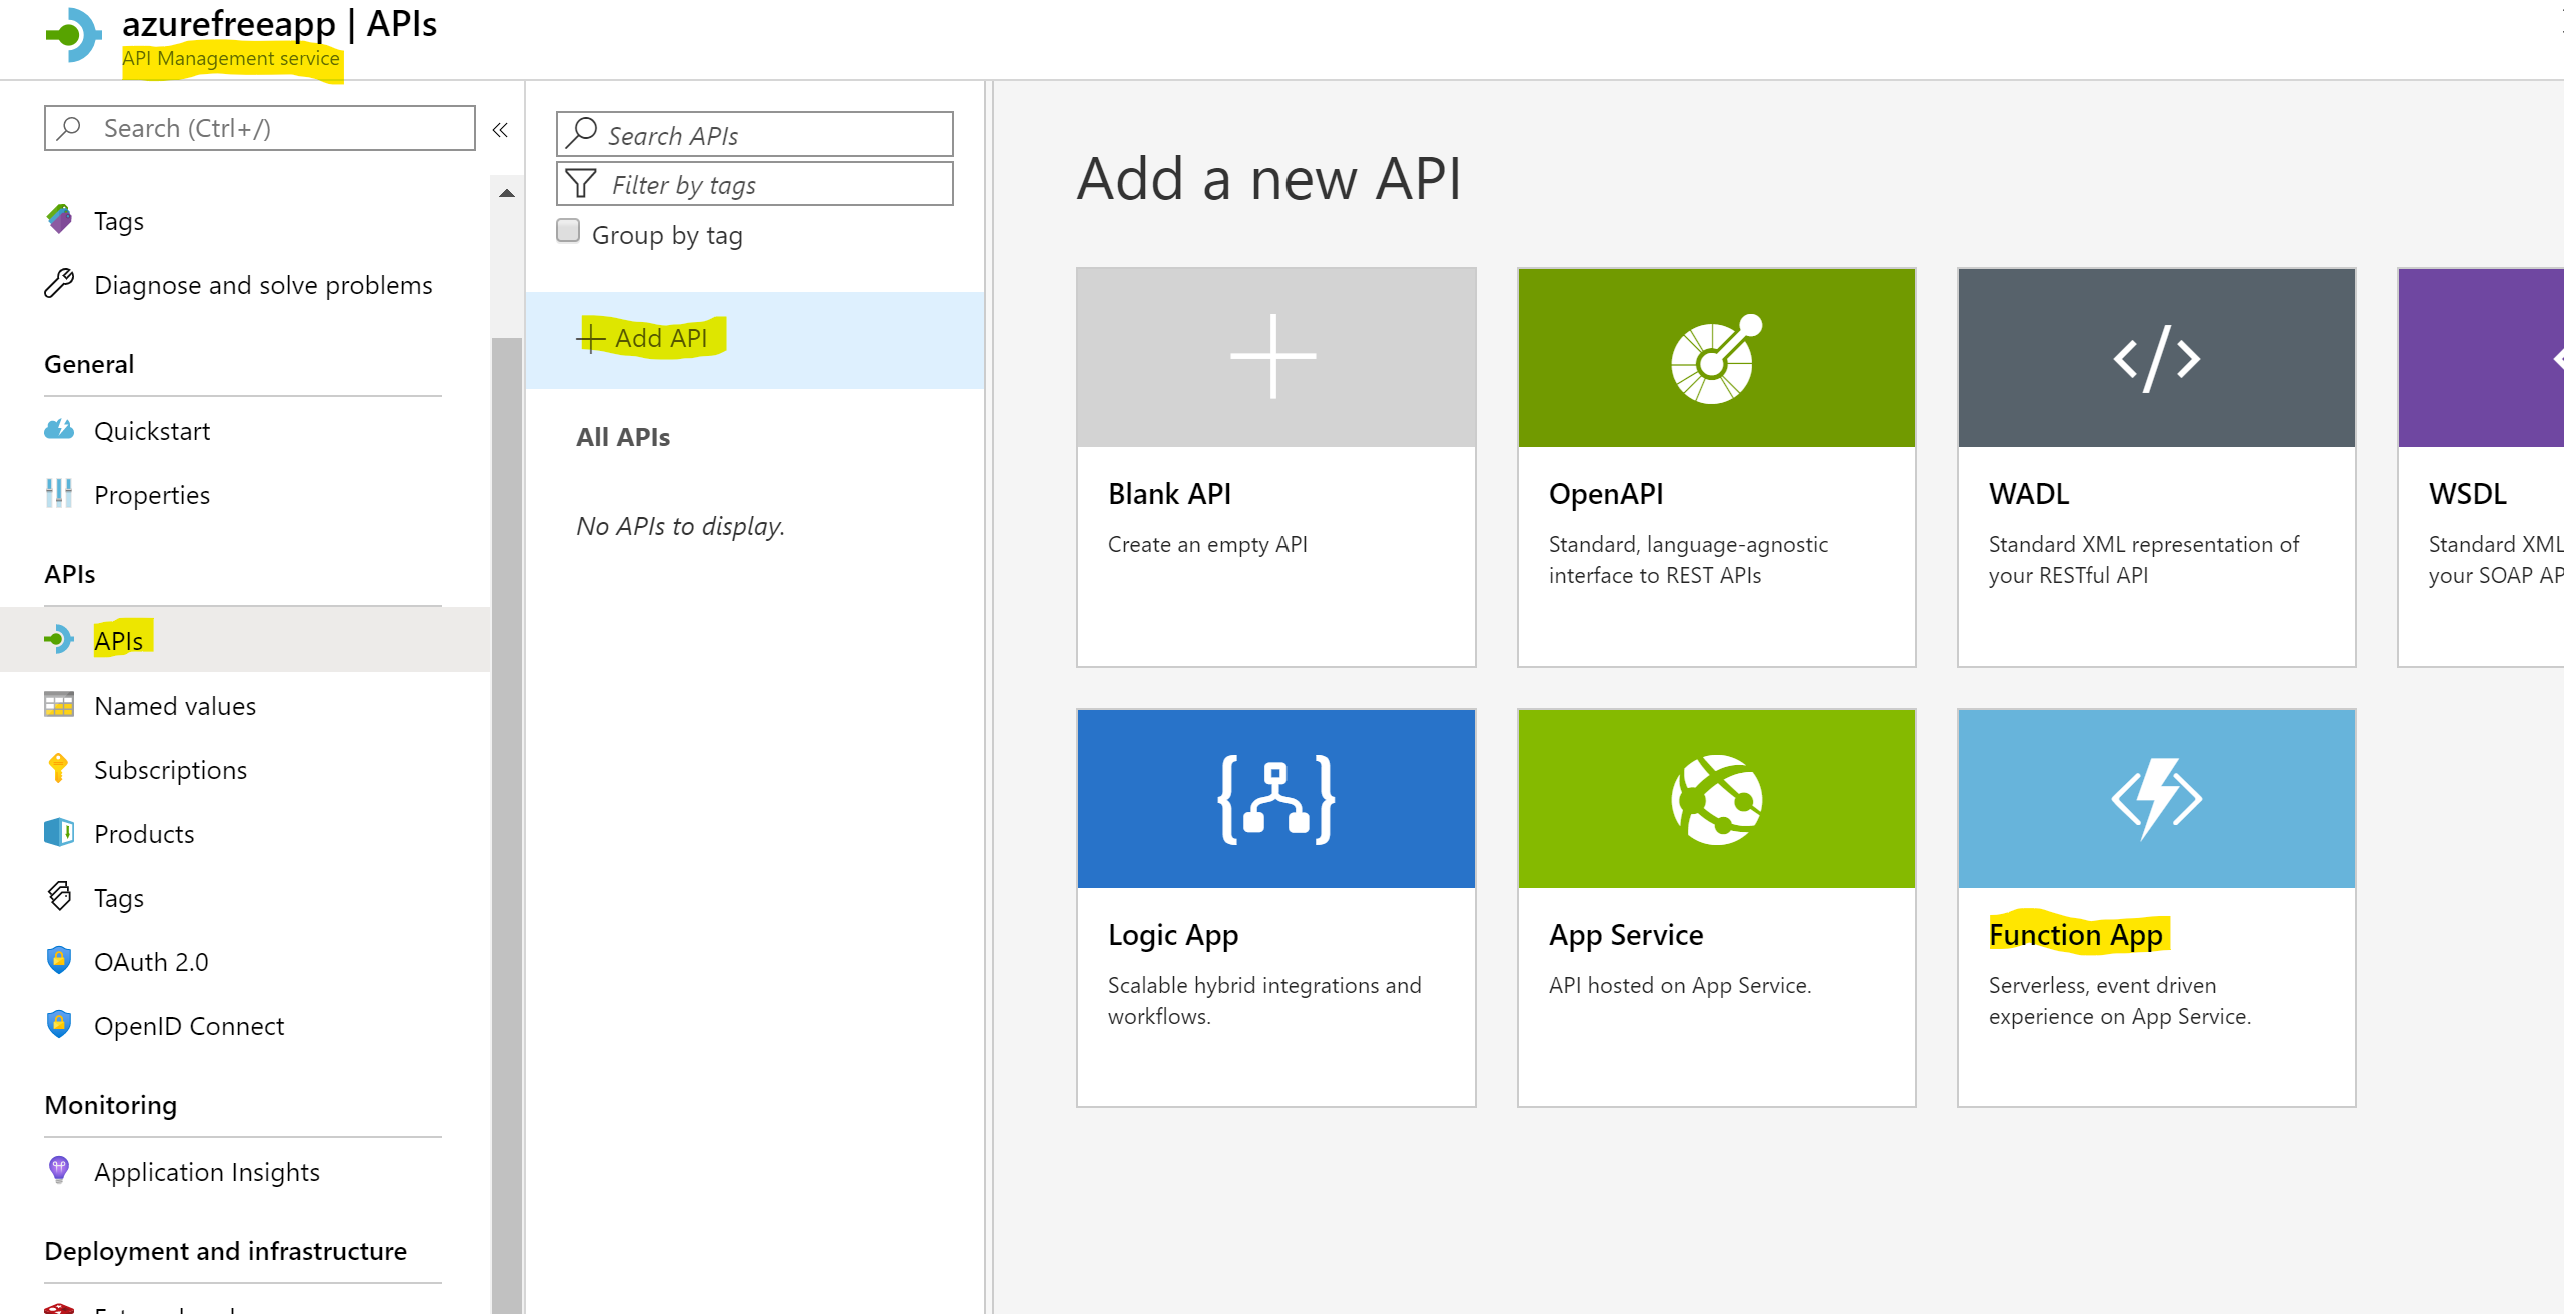 azurefreeapp | APIs
API Management service
Search (Ctrl+/)
«
Tags
Diagnose and solve problems
General
Quickstart
Properties
APIs
APIs
Named values
Subscriptions
Products
Tags
OAuth 2.0
OpenID Connect
Monitoring
Application Insights
Deployment and infrastructure
Search APIs
Filter by tags
Group by tag
Add API
All APIs
No APIs to display.
Add a new API
Blank API
Create an empty API
OpenAPI
Standard, language-agnostic
interface to REST APIs
WADL
Standard XML representation of
your RESTful API
WSDL
Standard XML
your SOAP AP
Logic App
Scalable hybrid integrations and
workflows.
App Service
API hosted on App Service.
Function App
Serverless, event driven
experience on App Service.